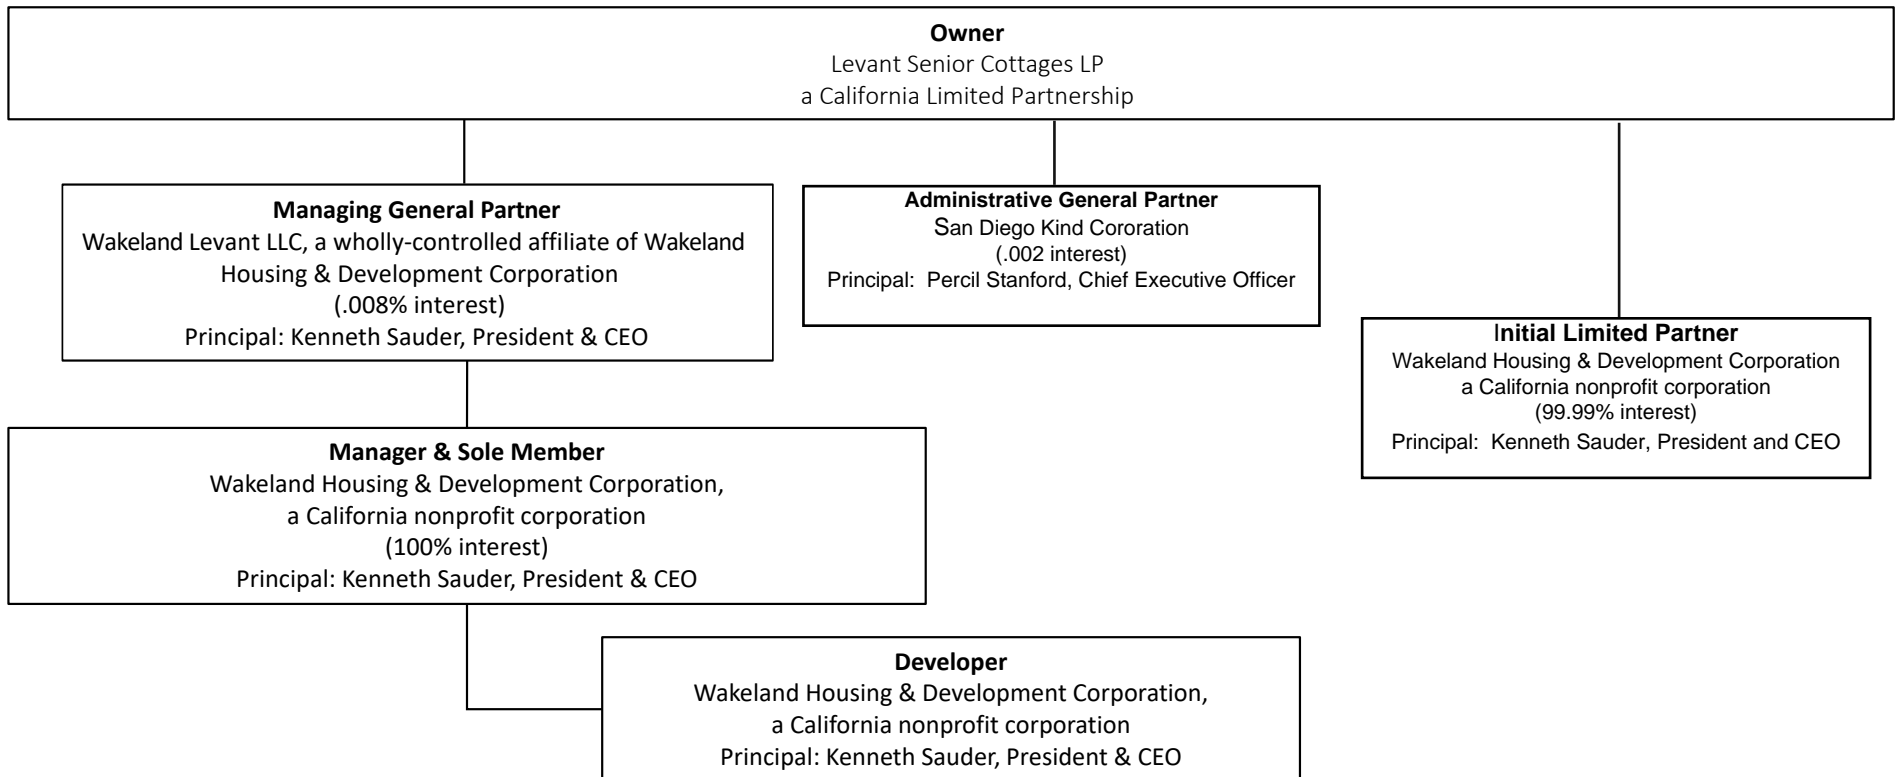 Owner
Levant Senior Cottages LP
a California Limited Partnership
Managing General Partner
Wakeland Levant LLC, a wholly-controlled affiliate of Wakeland
Housing & Development Corporation
(.008% interest)
Principal: Kenneth Sauder, President & CEO
Administrative General Partner
San Diego Kind Cororation
(.002 interest)
Principal: Percil Stanford, Chief Executive Officer
Initial Limited Partner
Wakeland Housing & Development Corporation
a California nonprofit corporation
(99.99% interest)
Principal: Kenneth Sauder, President and CEO
Manager & Sole Member
Wakeland Housing & Development Corporation,
a California nonprofit corporation
(100% interest)
Principal: Kenneth Sauder, President & CEO
Developer
Wakeland Housing & Development Corporation,
a California nonprofit corporation
Principal: Kenneth Sauder, President & CEO